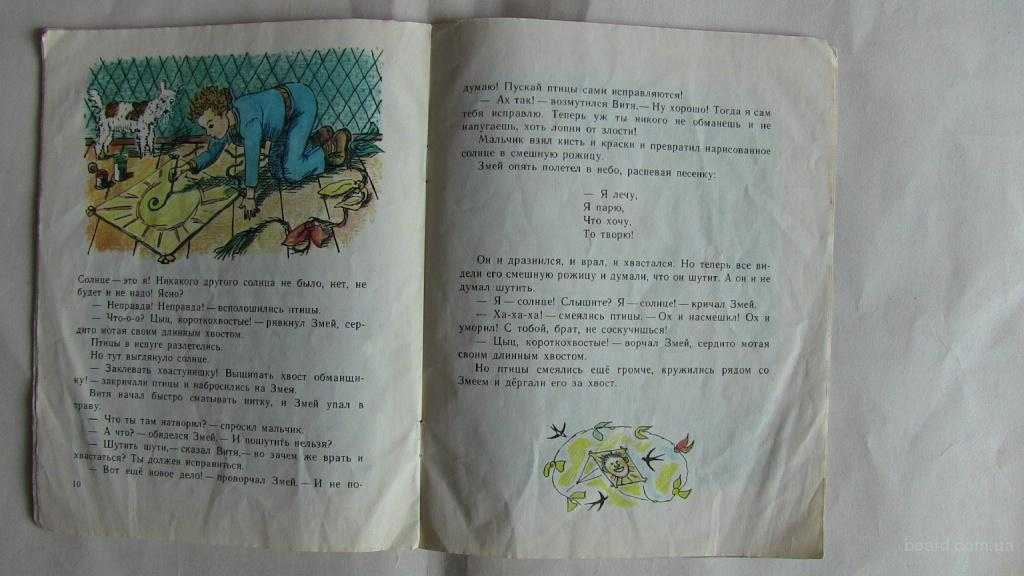 Солнце — это я! Никакого другого солнца не было, нет, не
будет и не надо! Ясно?
— Неправда! Неправда! — всполошились птицы.
— Что-о-о? Цыц, короткохвостые! — рявкнул Змей, сер-
дито мотая своим длинным хвостом.
Птицы в испуге разлетелись.
Но тут выглянуло солнце.
— Заклевать хвастунишку! Выщипать хвост обманщи-
ку! — закричали птицы и набросились на Змея.
Витя начал быстро сматывать нитку, и Змей упал в
траву.
— Что ты там натворил? — спросил мальчик.
— А что? — обиделся Змей. — И пошутить нельзя?
— Шутить шути, — сказал Витя, — но зачем же врать и
хвастаться? Ты должен исправиться.
— Вот ещё новое дело! — проворчал Змей. — И не по-
10
думаю! Пускай птицы сами исправляются!
— Ах так! — возмутился Витя. — Ну хорошо! Тогда я сам
тебя исправлю. Теперь уж ты никого не обманешь и не
напугаешь, хоть лопни от злости!
Мальчик взял кисть и краски и превратил нарисованное
солнце в смешную рожицу.
Змей опять полетел в небо, распевая песенку:
— Я лечу,
Я парю,
Что хочу,
То творю!
Он и дразнился, и врал, и хвастался. Но теперь все ви-
дели его смешную рожицу и думали, что он шутит. А он и не
думал шутить.
— Я — солнце! Слышите? Я — солнце! — кричал Змей.
— Ха-ха-ха! — смеялись птицы. — Ох и насмешил! Ох и
уморил! С тобой, брат, не соскучишься!
— Цыц, короткохвостые! — ворчал Змей, сердито мотая
своим длинным хвостом.
Но птицы смеялись ещё громче, кружились рядом со
Змеем и дёргали его за хвост.
board.com.ua